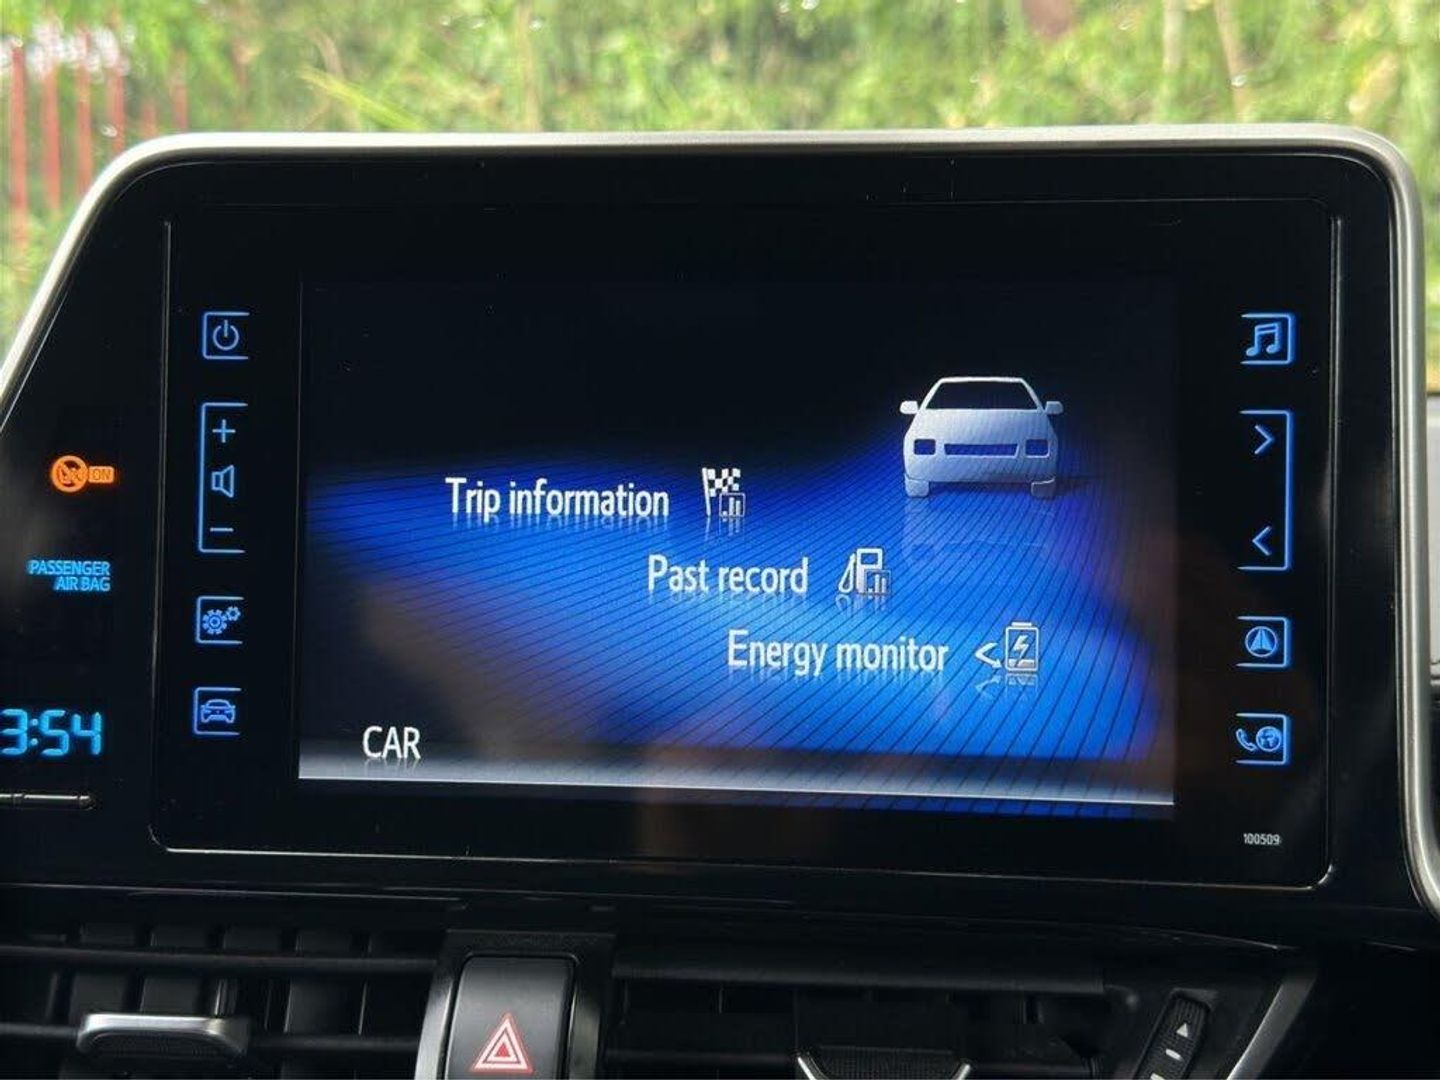 Trip information
Past record
Energy monitor
CAR
ON
PASSENGER
AIR BAG
3:54
100509